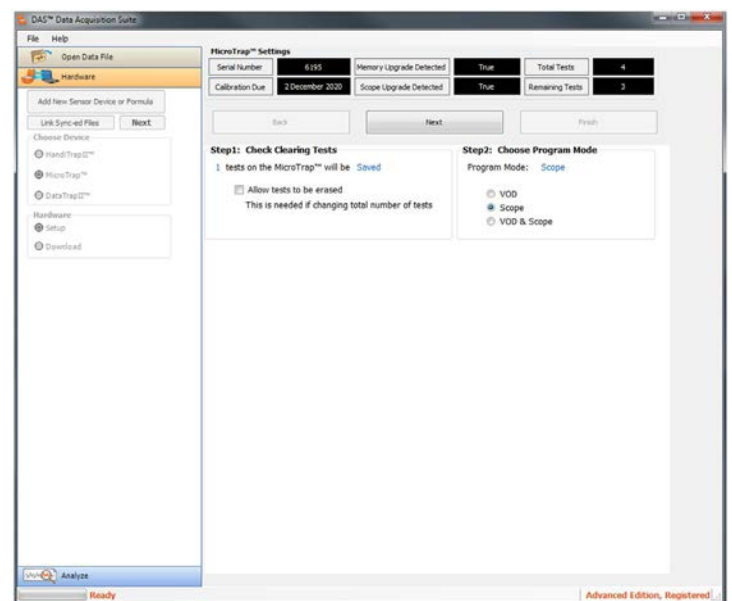 DAS™ Data Acquisition Suite
File Help
Open Data File
Hardware
Add New Sensor Device or Formula
Link Sync-ed Files Next
Choose Device
HandiTrapII™
MicroTrap™
DataTrapII™
Hardware
Setup
Download
Analyze
MicroTrap™ Settings
Serial Number 6195 Memory Upgrade Detected True Total Tests 4
Calibration Due 2 December 2020 Scope Upgrade Detected True Remaining Tests 3
Back Next Finish
Step1: Check Clearing Tests
1 tests on the MicroTrap™ will be Saved
Allow tests to be erased
This is needed if changing total number of tests
Step2: Choose Program Mode
Program Mode: Scope
VOD
Scope
VOD & Scope
Ready
Advanced Edition, Registered